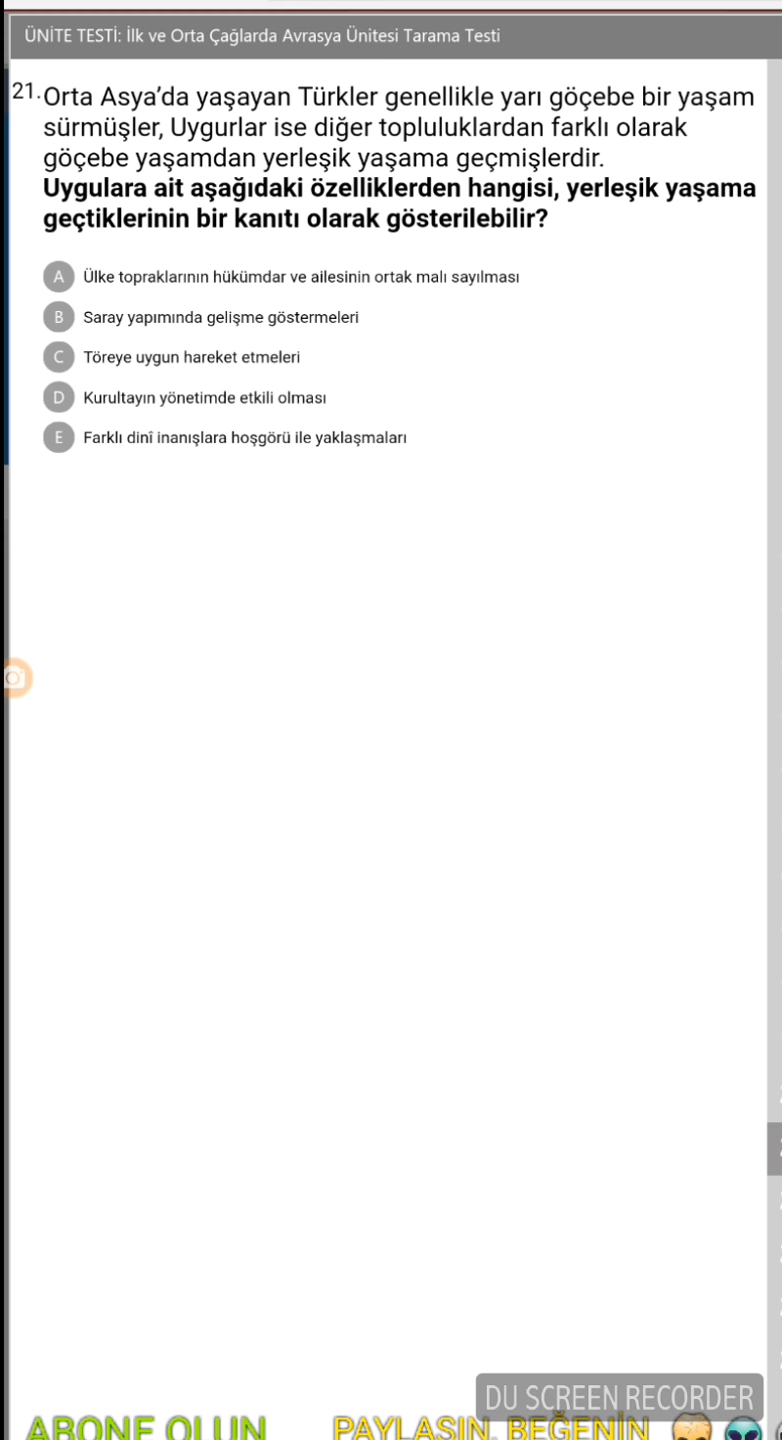 ÜNİTE TESTİ: İlk ve Orta Çağlarda Avrasya Ünitesi Tarama Testi
21. Orta Asya’da yaşayan Türkler genellikle yarı göçebe bir yaşam
sürmüşler, Uygurlar ise diğer topluluklardan farklı olarak
göçebe yaşamdan yerleşik yaşama geçmişlerdir.
Uygulara ait aşağıdaki özelliklerden hangisi, yerleşik yaşama
geçtiklerinin bir kanıtı olarak gösterilebilir?
A Ülke topraklarının hükümdar ve ailesinin ortak malı sayılması
B Saray yapımında gelişme göstermeleri
C Töreye uygun hareket etmeleri
D Kurultayın yönetimde etkili olması
E Farklı dinî inanışlara hoşgörü ile yaklaşmaları
DU SCREEN RECORDER
ABONE OLUN PAYLAŞIN, BEĞENİN